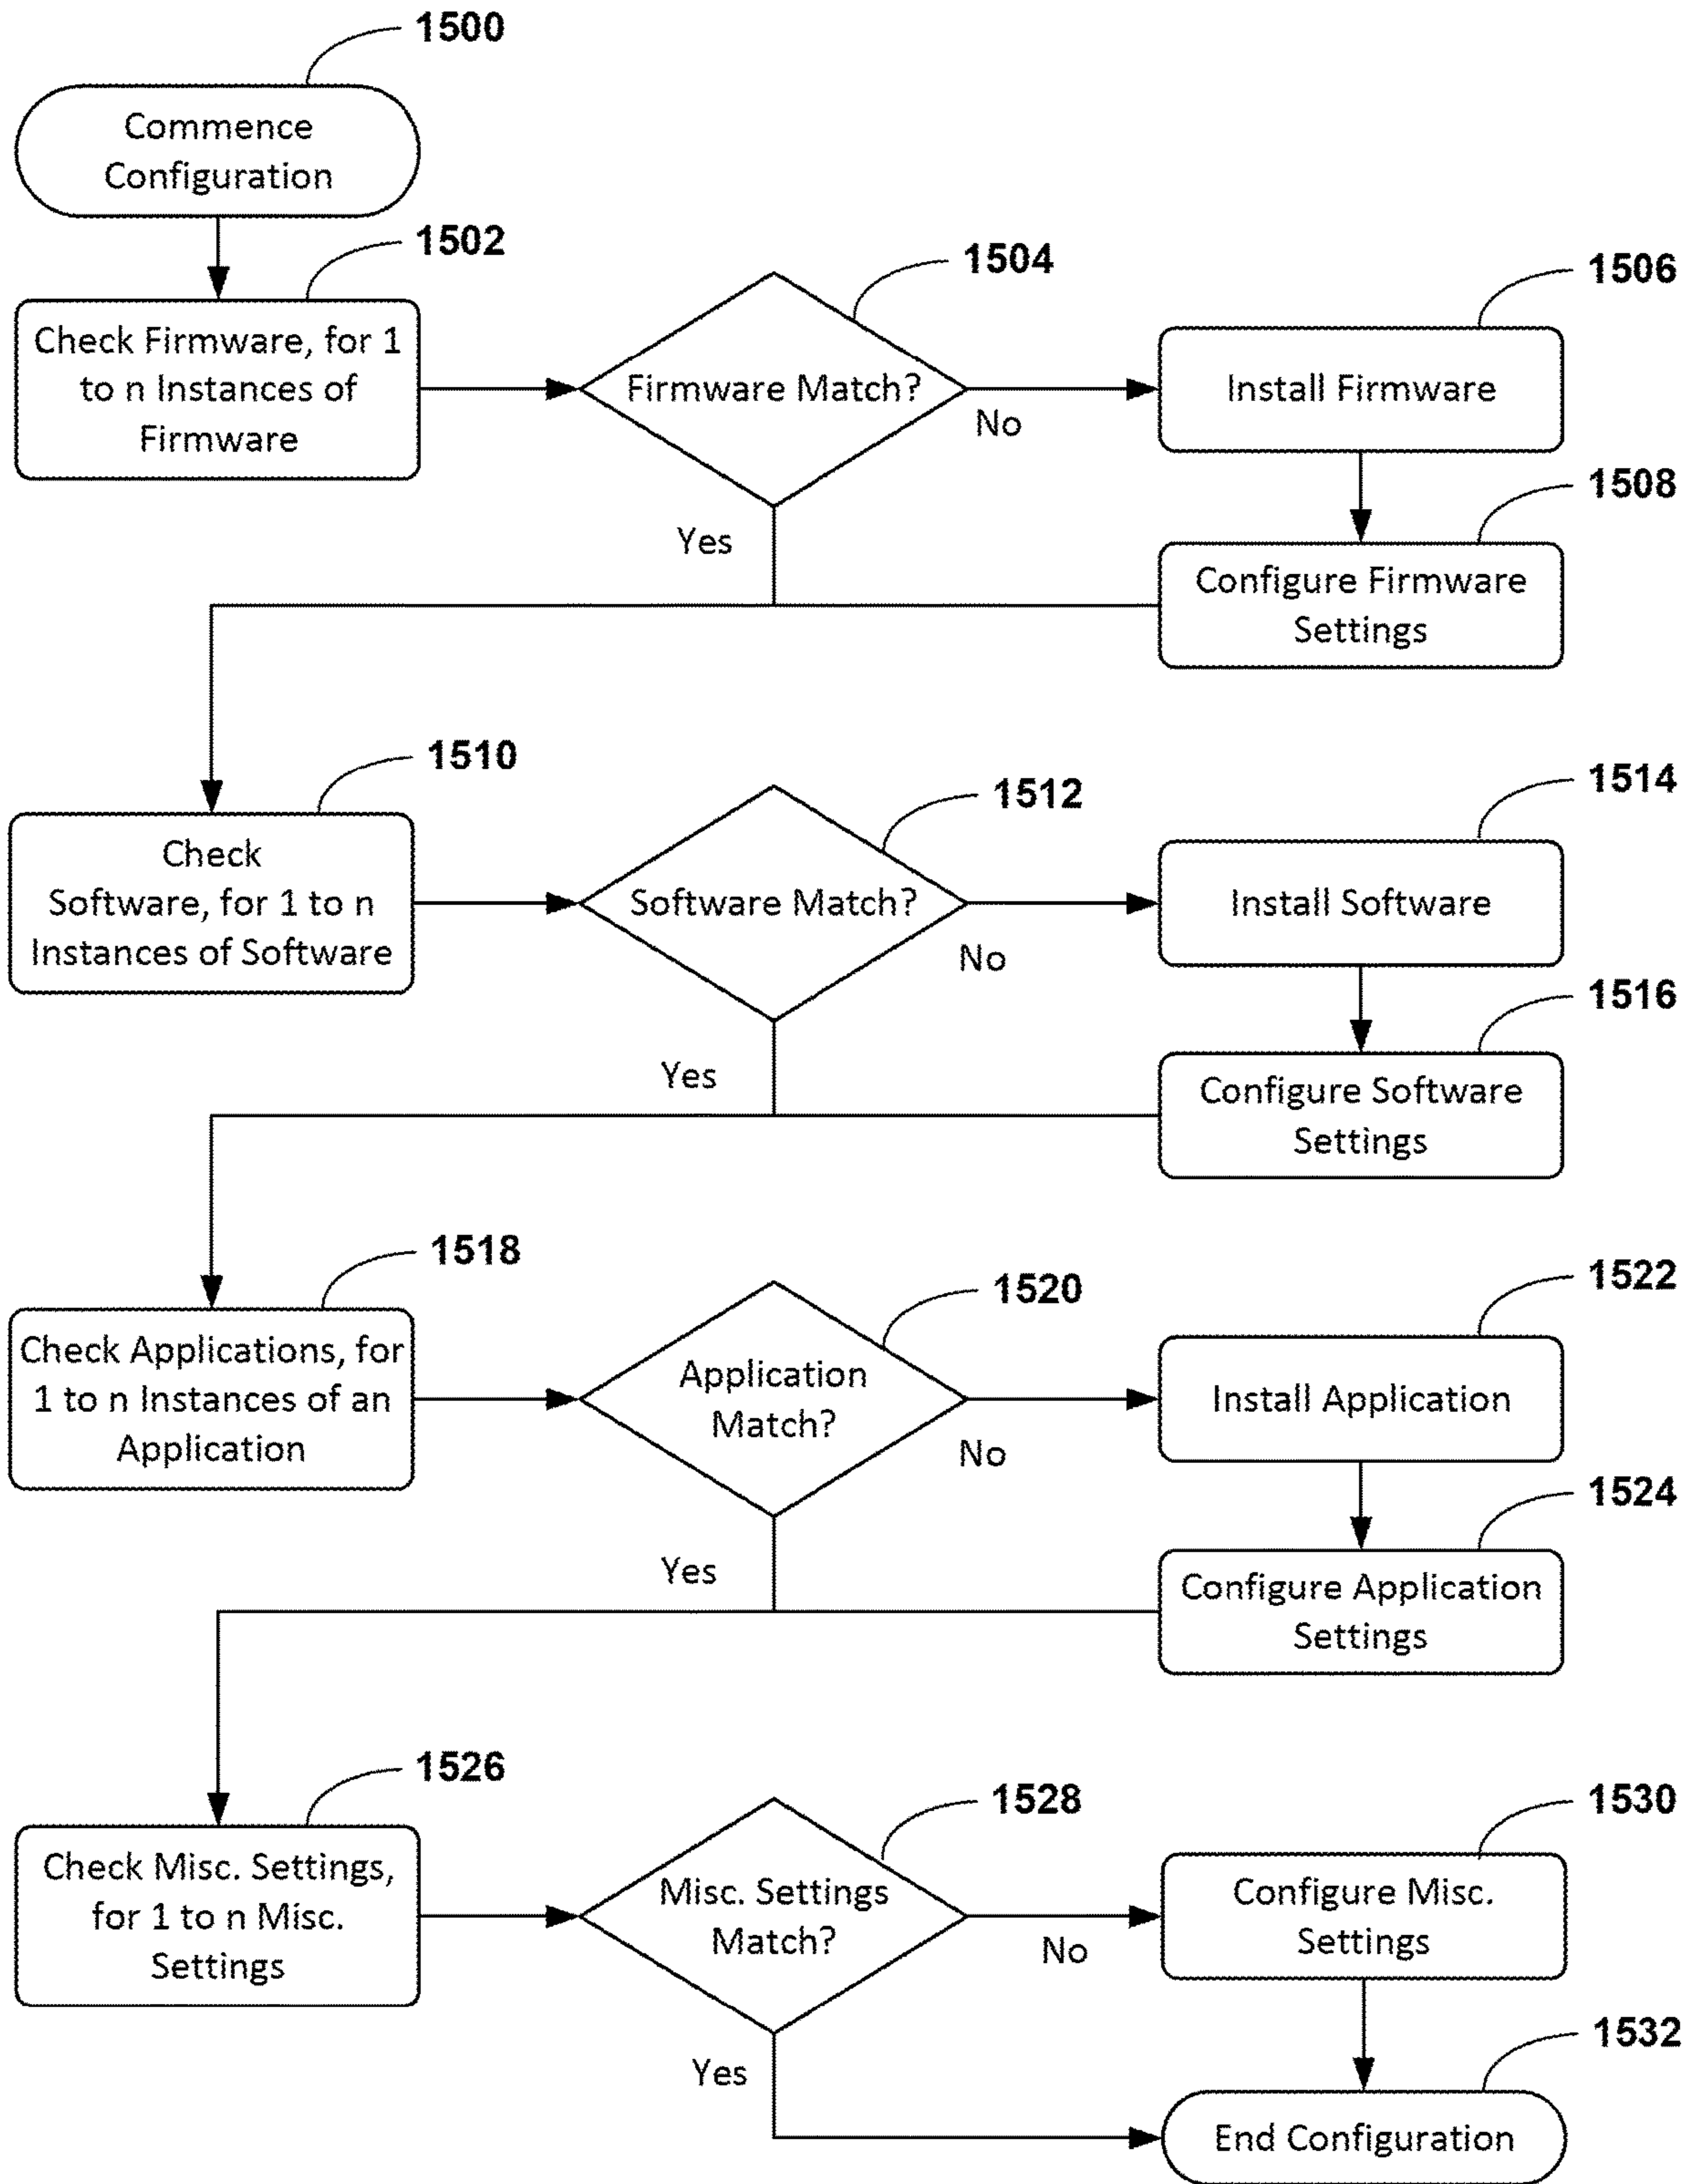 1500
Commence
Configuration
1502
Check Firmware, for 1
to n Instances of
Firmware
1504
Firmware Match?
No
Yes
1506
Install Firmware
1508
Configure Firmware
Settings
1510
Check
Software, for 1 to n
Instances of Software
1512
Software Match?
No
Yes
1514
Install Software
1516
Configure Software
Settings
1518
Check Applications, for
1 to n Instances of an
Application
1520
Application
Match?
No
Yes
1522
Install Application
1524
Configure Application
Settings
1526
Check Misc. Settings,
for 1 to n Misc.
Settings
1528
Misc. Settings
Match?
No
Yes
1530
Configure Misc.
Settings
1532
End Configuration